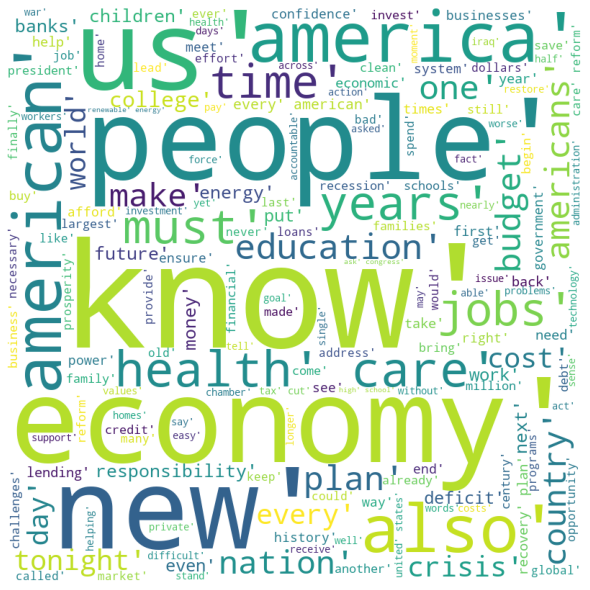 war' children' ever' confidence' invest' businesses'
banks' us' america' health' days' home'
help' job' meet' effort' across' clean' save' dollars' reform'
president' lead' time' economic' system' one' year' care' half'
workers' college' every' american' times' still' iraq' moment' restore'
finally' american' world' renewable' energy' pay' action' bad' asked' worse'
people' force' accountable' spend' fact' begin' administration'
buy' make' energy' recession' schools' years' nearly' budget' americans'
largest' afford' investment' yet' last' families' first' government'
like' necessary' prosperity' must' put' never' loans' get'
future' ensure' education' ask' congress' issue' back'
business' provide' money' financial' goal' made' single' may' would' able' problems' technology'
know' tell' take' jobs' right' need' sense'
power' old' address' bring' cost'
family' health' care' come' see' work' million' debt'
values' homes' chamber' tax' cut' high' school' without' act'
reform' say' economy'
support' many' credit' easy' longer' next' country'
lending' responsibility' new' plan' end' already' century' programs' plan' opportunity'
challenges' day' keep' every' could' way' deficit' also' recovery'
helping' private' history' words' costs'
tonight' even' difficult' receive' nation' another' united' states' well' crisis'
called' market' stand' global'